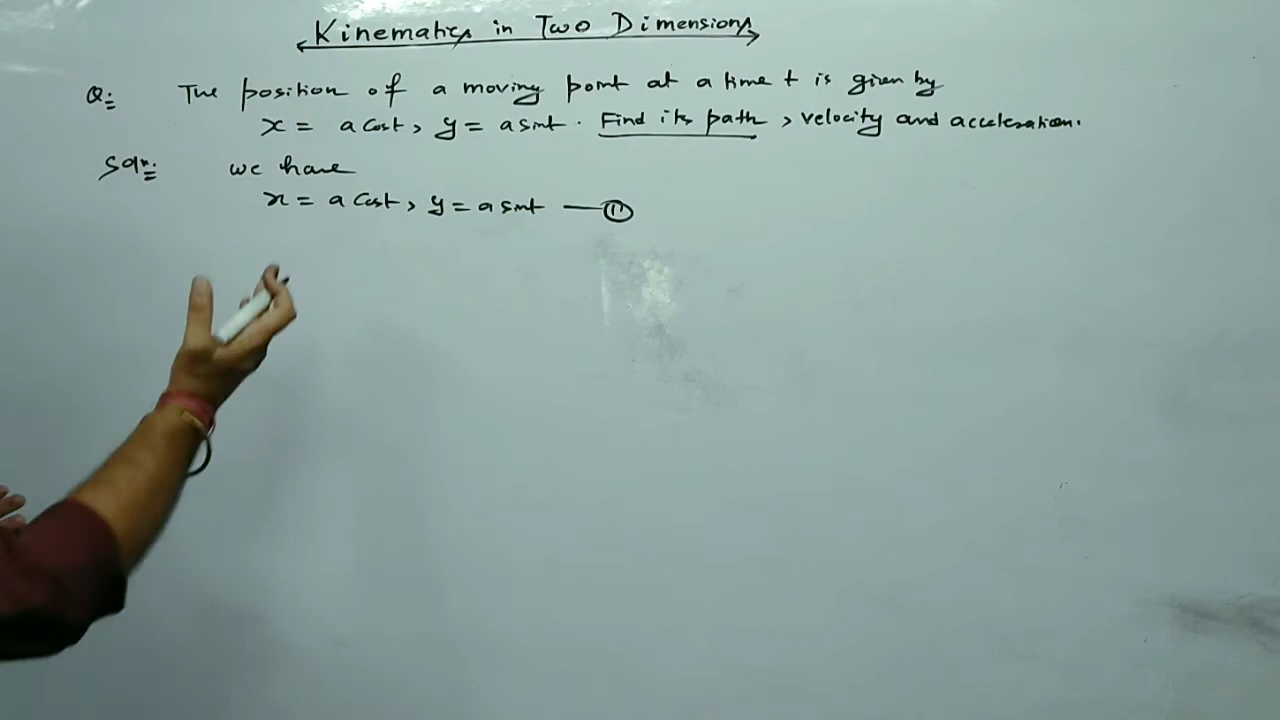 Kinematics in Two Dimensions
Q:= The position of a moving point at a time t is given by
x = a cost, y = a sint. Find its path, velocity and acceleration.
Soln:= we have
x = a cost, y = a sint —①